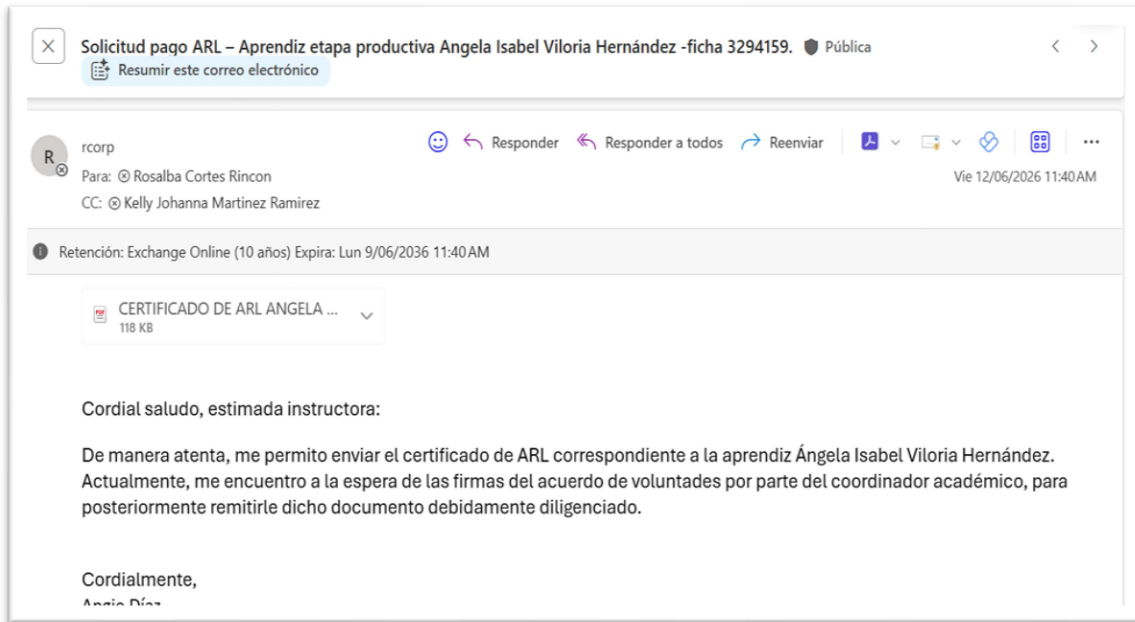 Solicitud pago ARL – Aprendiz etapa productiva Angela Isabel Viloria Hernández -ficha 3294159. Pública
Resumir este correo electrónico
R
rcorp
Responder Responder a todos Reenviar
Para: Rosalba Cortes Rincon
Vie 12/06/2026 11:40 AM
CC: Kelly Johanna Martinez Ramirez
Retención: Exchange Online (10 años) Expira: Lun 9/06/2036 11:40 AM
PDF
CERTIFICADO DE ARL ANGELA ...
118 KB
Cordial saludo, estimada instructora:
De manera atenta, me permito enviar el certificado de ARL correspondiente a la aprendiz Ángela Isabel Viloria Hernández.
Actualmente, me encuentro a la espera de las firmas del acuerdo de voluntades por parte del coordinador académico, para
posteriormente remitirle dicho documento debidamente diligenciado.
Cordialmente,
Angie Díaz